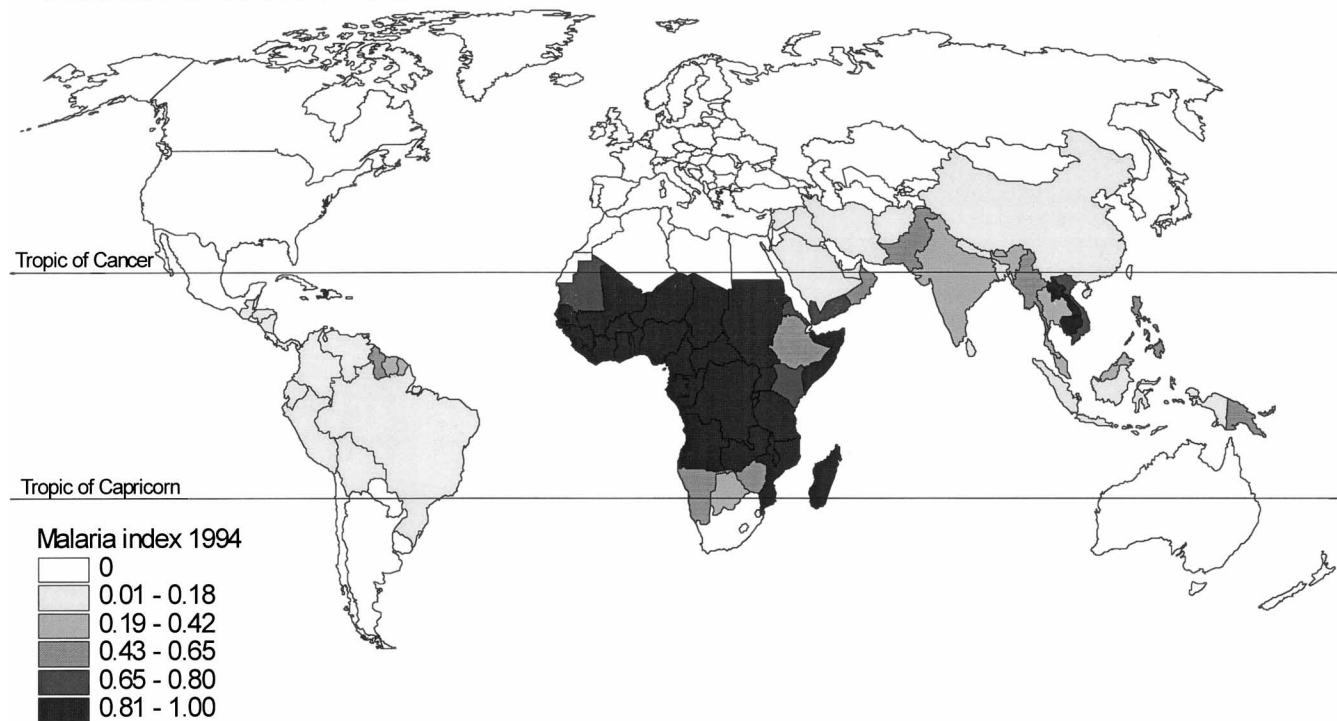 Tropic of Cancer
Tropic of Capricorn
Malaria index 1994
0
0.01 - 0.18
0.19 - 0.42
0.43 - 0.65
0.65 - 0.80
0.81 - 1.00